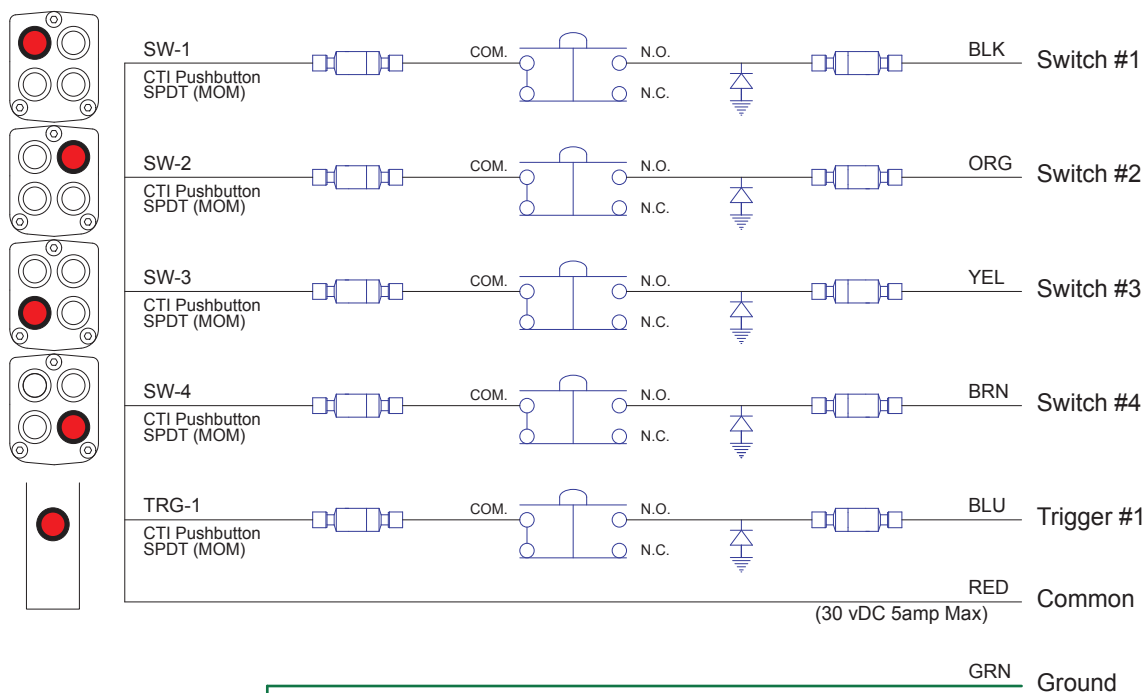 SW-1
CTI Pushbutton
SPDT (MOM)
COM.
N.O.
N.C.
BLK
Switch #1
SW-2
CTI Pushbutton
SPDT (MOM)
COM.
N.O.
N.C.
ORG
Switch #2
SW-3
CTI Pushbutton
SPDT (MOM)
COM.
N.O.
N.C.
YEL
Switch #3
SW-4
CTI Pushbutton
SPDT (MOM)
COM.
N.O.
N.C.
BRN
Switch #4
TRG-1
CTI Pushbutton
SPDT (MOM)
COM.
N.O.
N.C.
BLU
Trigger #1
RED
Common
(30 vDC 5amp Max)
GRN
Ground